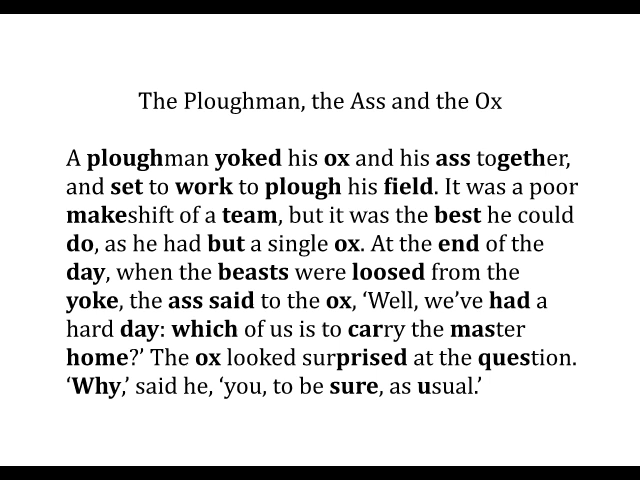 The Ploughman, the Ass and the Ox
A ploughman yoked his ox and his ass together,
and set to work to plough his field. It was a poor
makeshift of a team, but it was the best he could
do, as he had but a single ox. At the end of the
day, when the beasts were loosed from the
yoke, the ass said to the ox, ‘Well, we’ve had a
hard day: which of us is to carry the master
home?’ The ox looked surprised at the question.
‘Why,’ said he, ‘you, to be sure, as usual.’